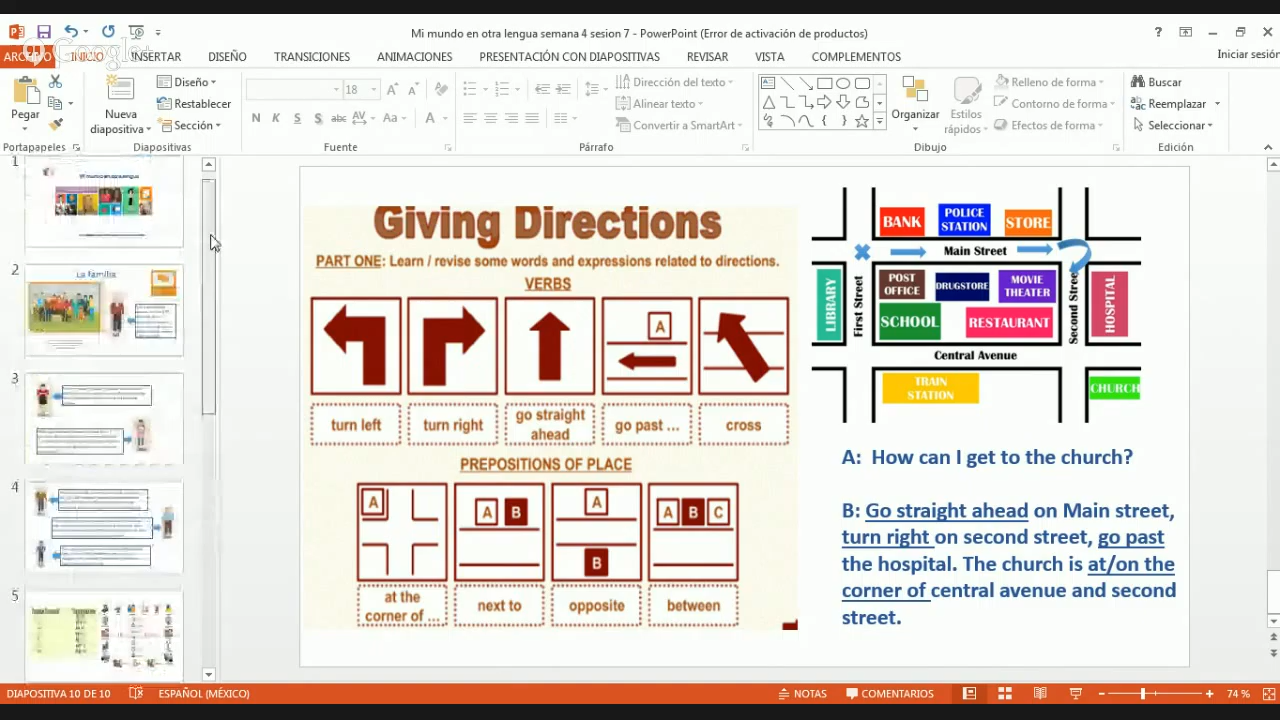 Mi mundo en otra lengua semana 4 sesion 7 - PowerPoint (Error de activación de productos)
Google+
ARCHIVO INICIO INSERTAR DISEÑO TRANSICIONES ANIMACIONES PRESENTACIÓN CON DIAPOSITIVAS REVISAR VISTA COMPLEMENTOS Iniciar sesión
Pegar
Nueva diapositiva
Diseño
Restablecer
Sección
18
N K S S abc AV Aa A
Dirección del texto
Alinear texto
Convertir a SmartArt
Organizar
Estilos rápidos
Relleno de forma
Contorno de forma
Efectos de forma
Buscar
Reemplazar
Seleccionar
Portapapeles Diapositivas Fuente Párrafo Dibujo Edición
1
2
La familia
3
4
5
Giving Directions
PART ONE: Learn / revise some words and expressions related to directions.
VERBS
A
turn left turn right go straight ahead go past ... cross
PREPOSITIONS OF PLACE
A A B A B A B C
at the corner of ... next to opposite between
BANK POLICE STATION STORE
Main Street
LIBRARY First Street POST OFFICE DRUGSTORE MOVIE THEATER Second Street HOSPITAL
SCHOOL RESTAURANT
Central Avenue
TRAIN STATION CHURCH
A: How can I get to the church?
B: Go straight ahead on Main street,
turn right on second street, go past
the hospital. The church is at/on the
corner of central avenue and second
street.
DIAPOSITIVA 10 DE 10 ESPAÑOL (MÉXICO) NOTAS COMENTARIOS 74 %